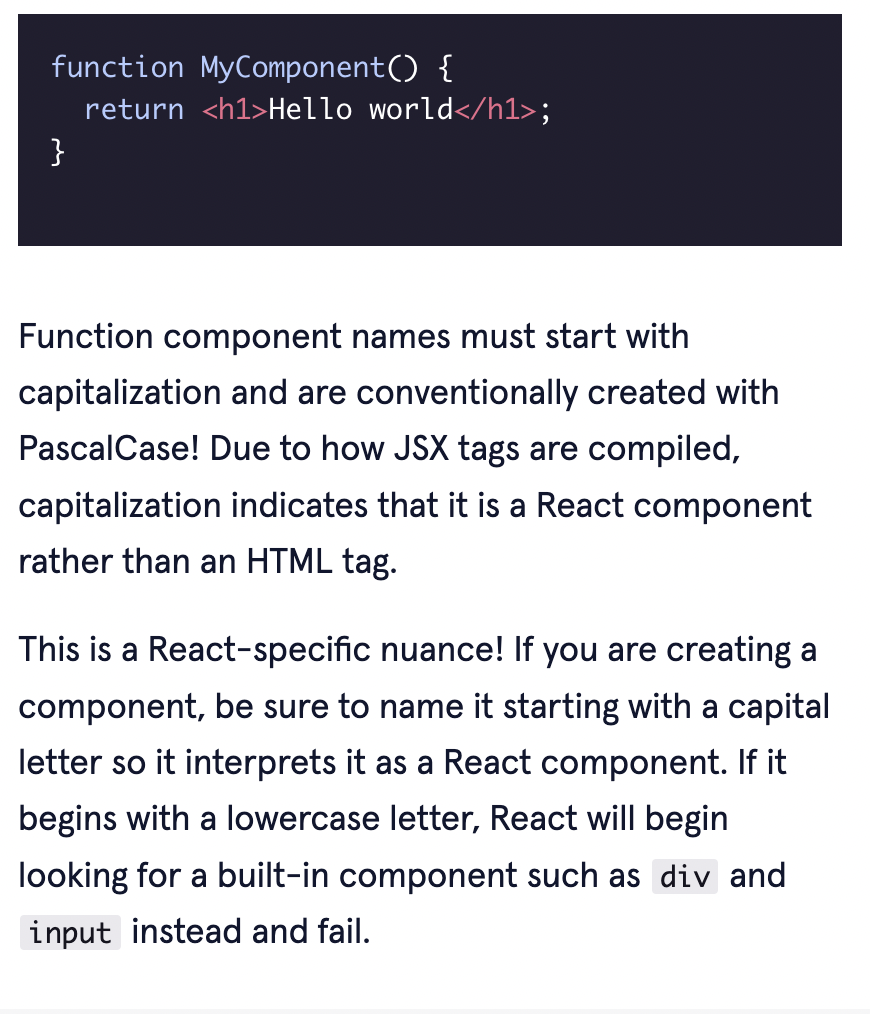 function MyComponent() {
  return <h1>Hello world</h1>;
}
Function component names must start with
capitalization and are conventionally created with
PascalCase! Due to how JSX tags are compiled,
capitalization indicates that it is a React component
rather than an HTML tag.
This is a React-specific nuance! If you are creating a
component, be sure to name it starting with a capital
letter so it interprets it as a React component. If it
begins with a lowercase letter, React will begin
looking for a built-in component such as div and
input instead and fail.